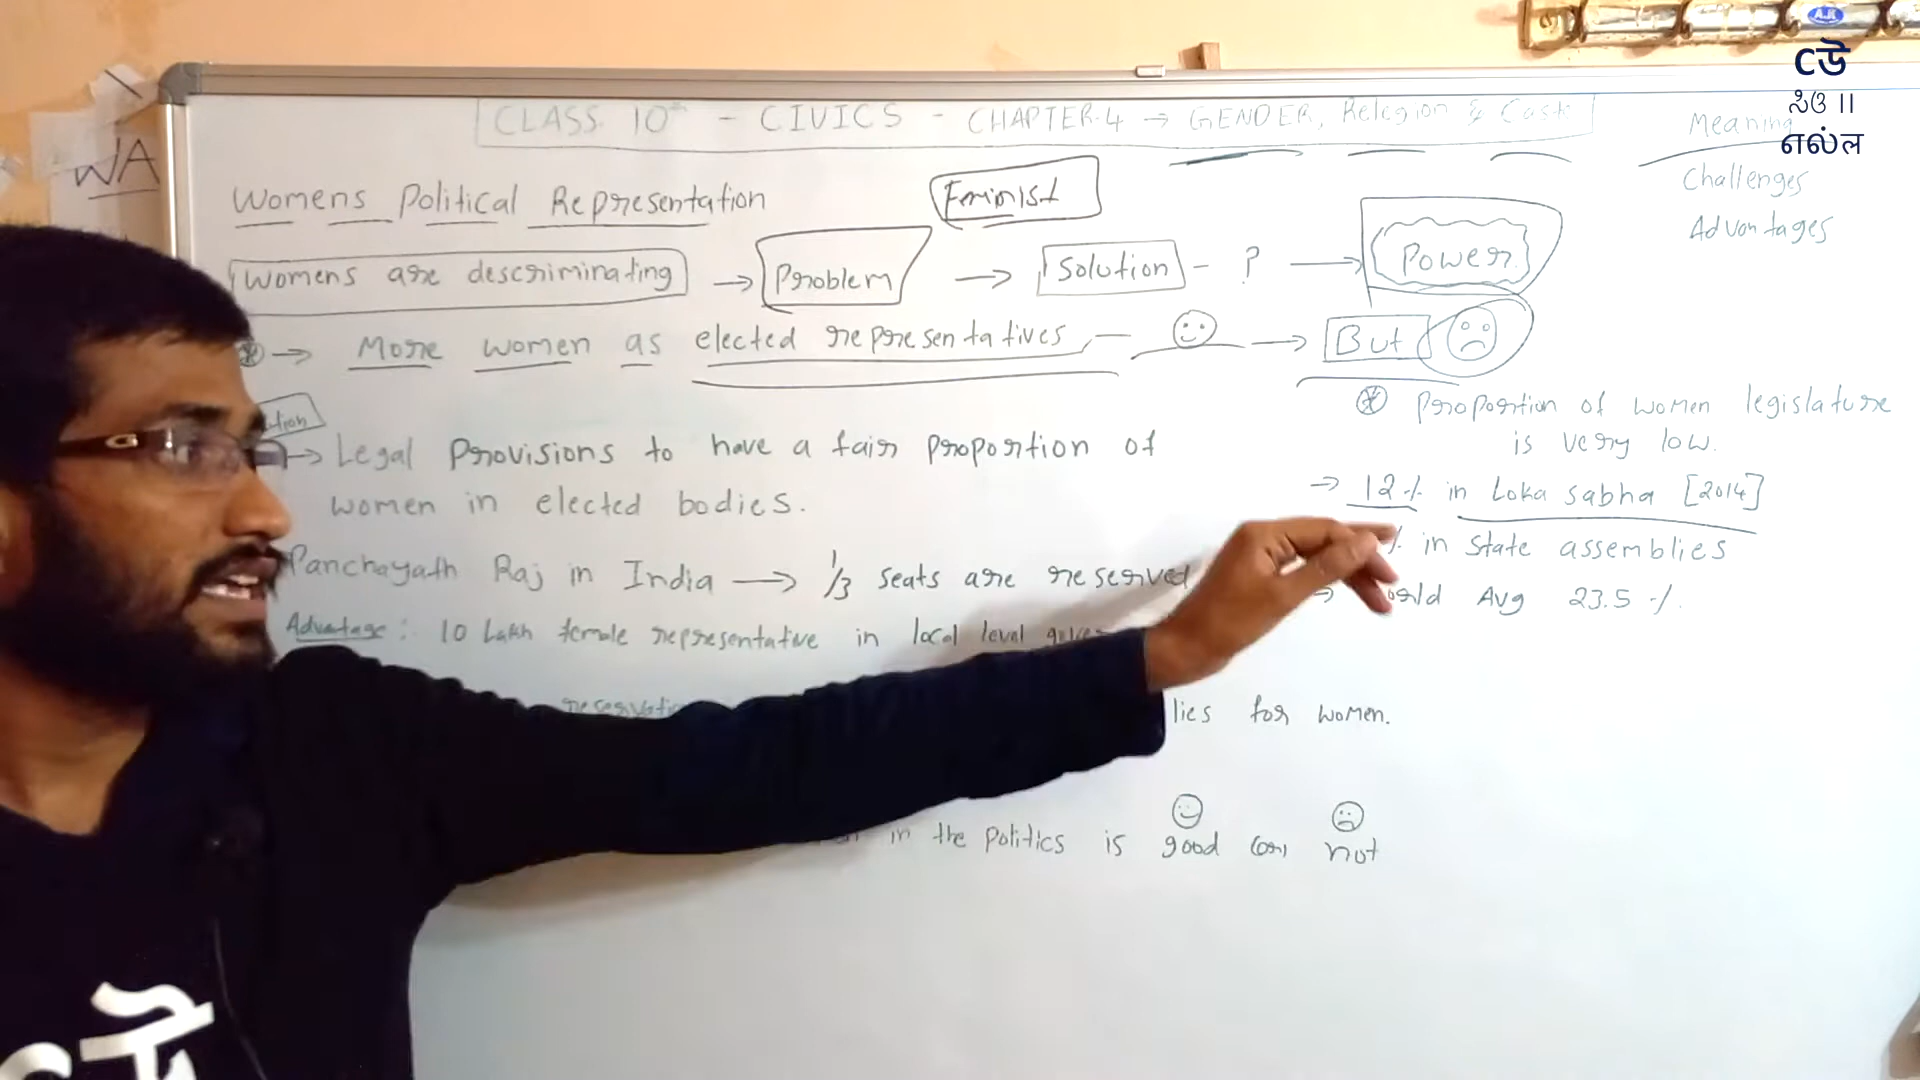 CLASS 10th - CIVICS - CHAPTER-4 → GENDER, Religion & Cast
Womens Political Representation
Feminist
Womens are descriminating → Problem → Solution - ? → Power
→ More women as elected representatives — → But
→ Legal Provisions to have a fair proportion of
women in elected bodies.
Panchayath Raj in India → 1/3 seats are reserved
Advantage: 10 Lakh female representative in local level
for women.
in the politics is good (or) not
Meaning
Challenges
Advantages
proportion of women legislature
is very low.
→ 12% in Loka sabha [2014]
% in State assemblies
→ Avg 23.5 %.
WA
A.K
Cউ
எல்ல